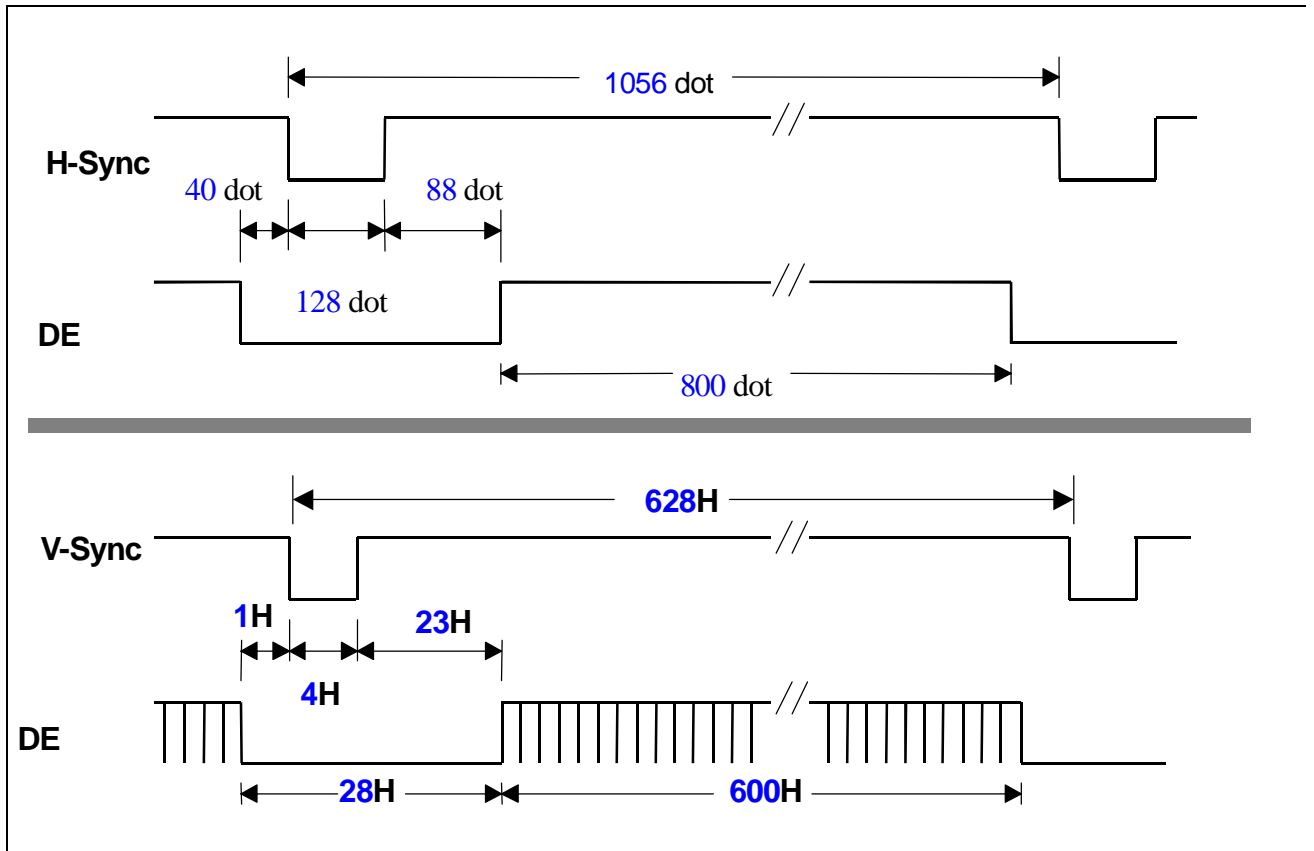 1056 dot
H-Sync
40 dot
88 dot
128 dot
DE
800 dot
628H
V-Sync
1H
23H
4H
DE
28H
600H